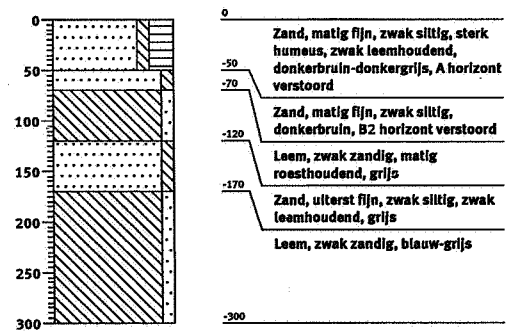 0
50
100
150
200
250
300
0
Zand, matig fijn, zwak siltig, sterk
humeus, zwak leemhoudend,
donkerbruin-donkergrijs, A horizont
verstoord
-50
-70
Zand, matig fijn, zwak siltig,
donkerbruin, B2 horizont verstoord
-120
Leem, zwak zandig, matig
roesthoudend, grijs
-170
Zand, uiterst fijn, zwak siltig, zwak
leemhoudend, grijs
Leem, zwak zandig, blauw-grijs
-300